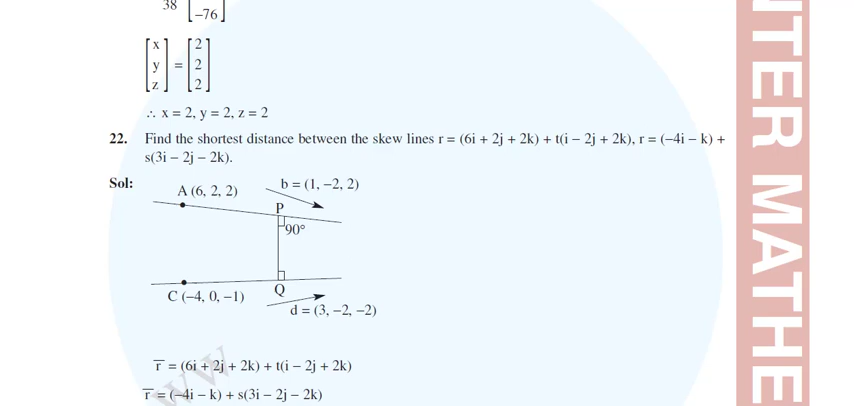 38 [–76]
[x y z] = [2 2 2]
∴ x = 2, y = 2, z = 2
22. Find the shortest distance between the skew lines r = (6i + 2j + 2k) + t(i – 2j + 2k), r = (–4i – k) +
s(3i – 2j – 2k).
Sol:
A (6, 2, 2)
b = (1, –2, 2)
P
90°
C (–4, 0, –1)
Q
d = (3, –2, –2)
r̅ = (6i + 2j + 2k) + t(i – 2j + 2k)
r̅ = (–4i – k) + s(3i – 2j – 2k)
NTER MATHE
ww